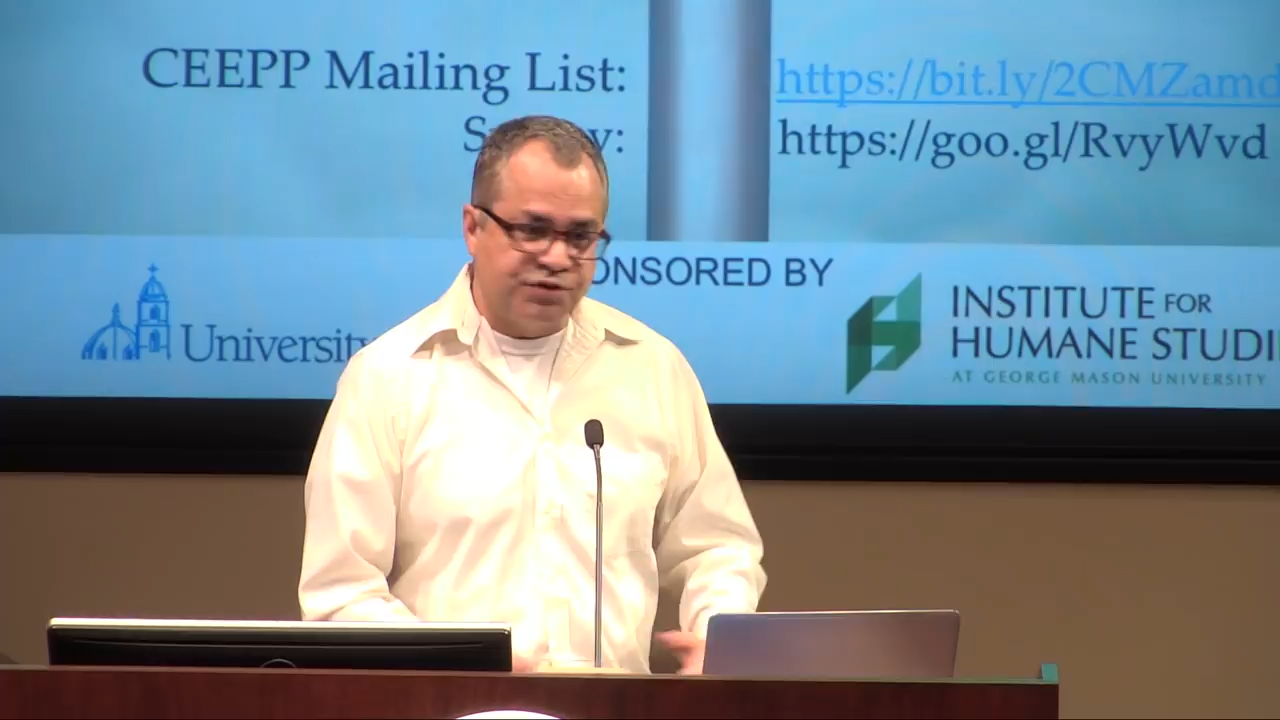 CEEPP Mailing List:
https://bit.ly/2CMZamd
https://goo.gl/RvyWvd
ONSORED BY
University
INSTITUTE FOR
HUMANE STUDI
AT GEORGE MASON UNIVERSITY